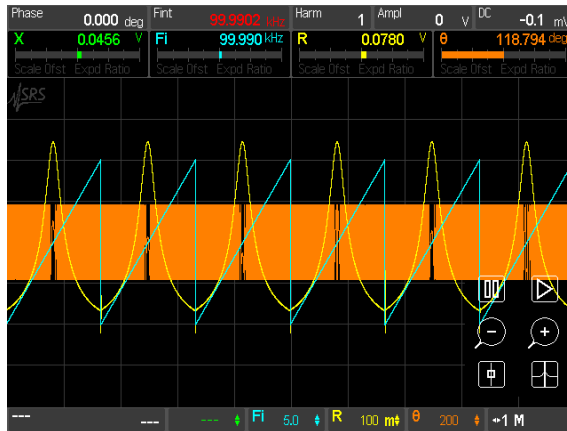 Phase 0.000 deg Fint 99.9902 kHz Harm 1 Ampl 0 V DC -0.1 mV
X 0.0456 V Fi 99.990 kHz R 0.0780 V θ 118.794 deg
Scale Ofst Expd Ratio Scale Ofst Expd Ratio Scale Ofst Expd Ratio Scale Ofst Expd Ratio
SRS
--- --- --- Fi 5.0 R 100 m θ 200 1 M